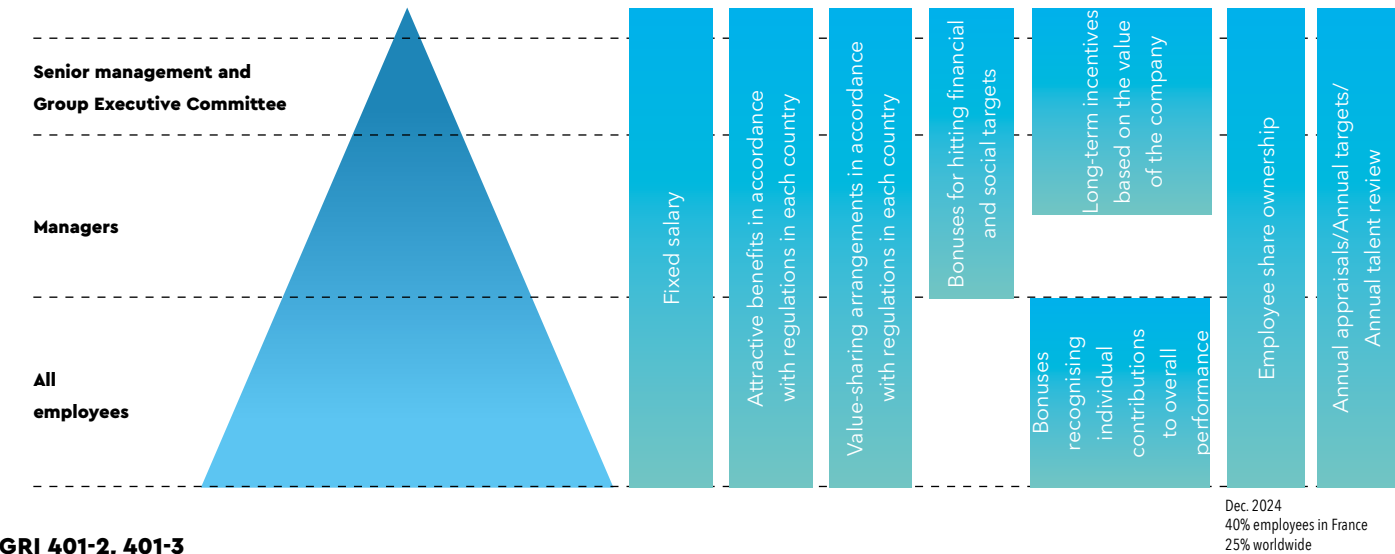 Senior management and
Group Executive Committee
Managers
All
employees
Fixed salary
Attractive benefits in accordance
with regulations in each country
Value-sharing arrangements in accordance
with regulations in each country
Bonuses for hitting financial
and social targets
Long-term incentives
based on the value
of the company
Bonuses
recognising
individual
contributions
to overall
performance
Employee share ownership
Annual appraisals/Annual targets/
Annual talent review
Dec. 2024
40% employees in France
25% worldwide
GRI 401-2, 401-3